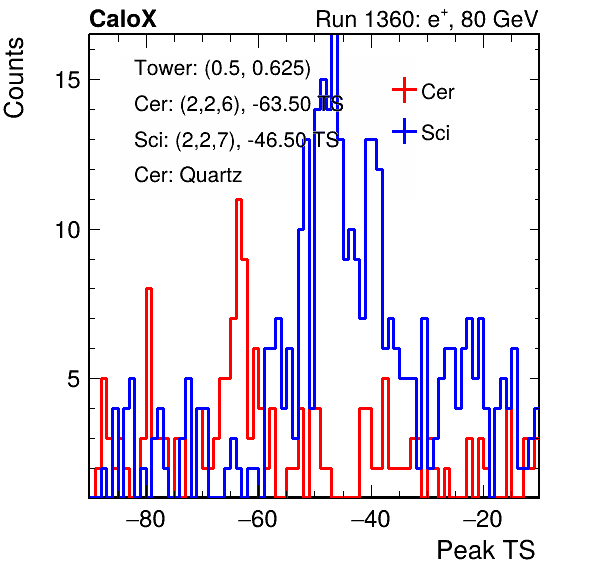 CaloX Run 1360: e⁺, 80 GeV
Counts
Tower: (0.5, 0.625)
Cer: (2,2,6), -63.50 TS
Sci: (2,2,7), -46.50 TS
Cer: Quartz
Cer
Sci
15
10
5
−80 −60 −40 −20
Peak TS